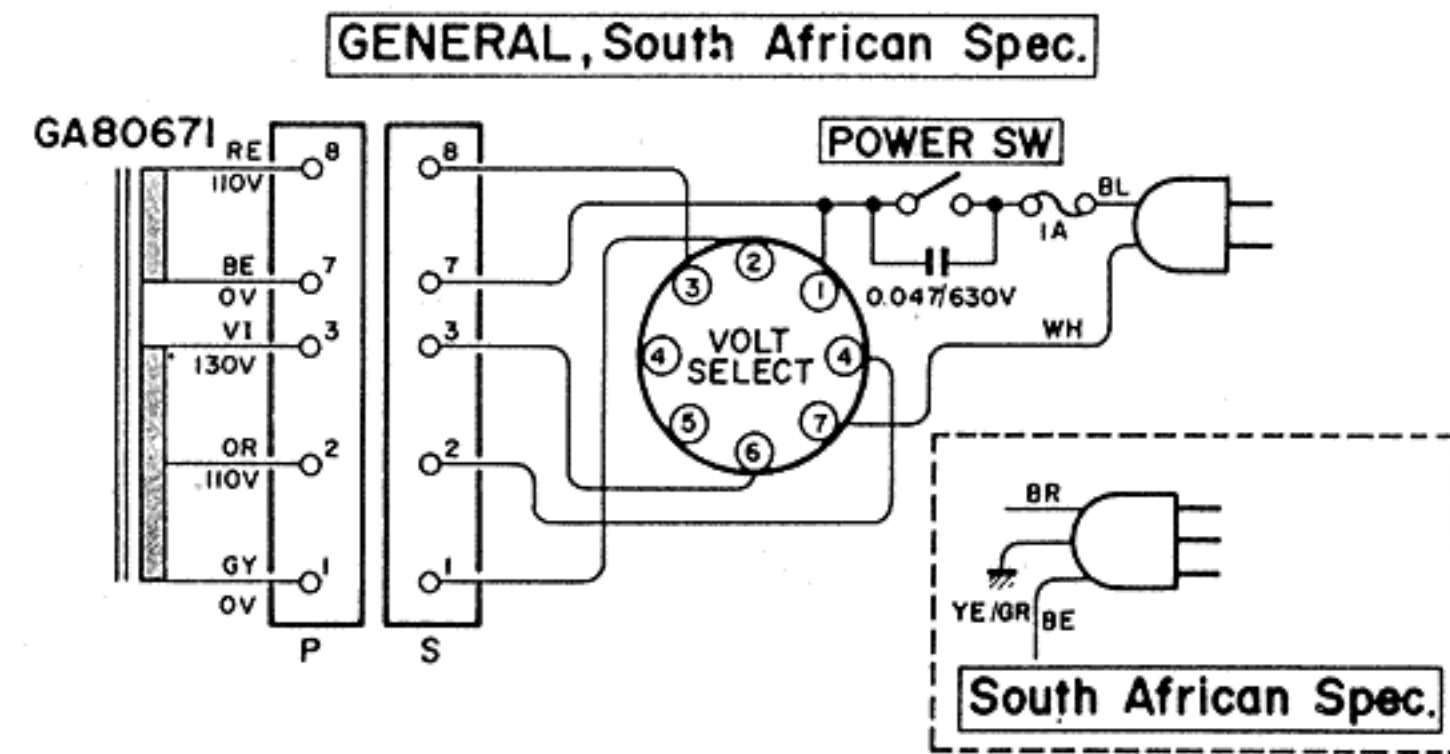 GENERAL, South African Spec.
GA80671
RE
110V
8
8
BE
0V
7
7
VI
130V
3
3
OR
110V
2
2
GY
0V
1
1
P
S
POWER SW
BL
1A
0.047/630V
WH
2
3
1
VOLT
SELECT
4
4
5
7
6
BR
YE/GR
BE
South African Spec.